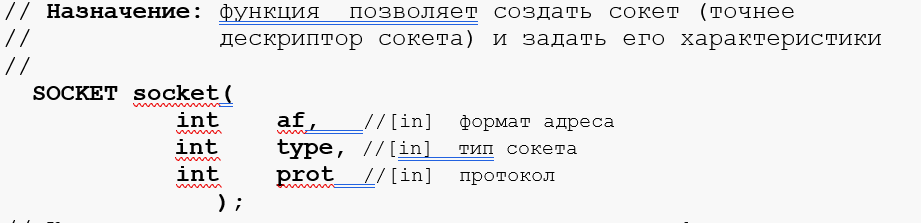 // Назначение: функция позволяет создать сокет (точнее
// дескриптор сокета) и задать его характеристики
//
SOCKET socket(
int af, //[in] формат адреса
int type, //[in] тип сокета
int prot //[in] протокол
);